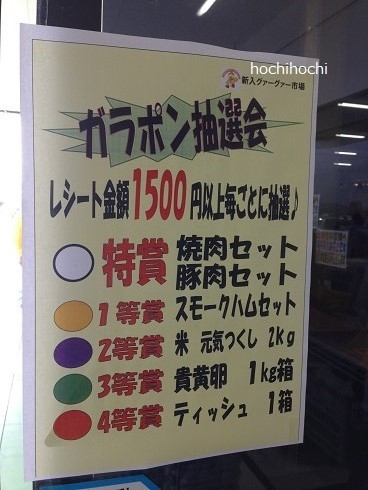 hochihochi
新入グァーグァー市場
ガラポン抽選会
レシート金額1500円以上毎ごとに抽選♪
特賞 焼肉セット
豚肉セット
1等賞 スモークハムセット
2等賞 米 元気つくし 2Kg
3等賞 貴黄卵 1kg箱
4等賞 ティッシュ 1箱